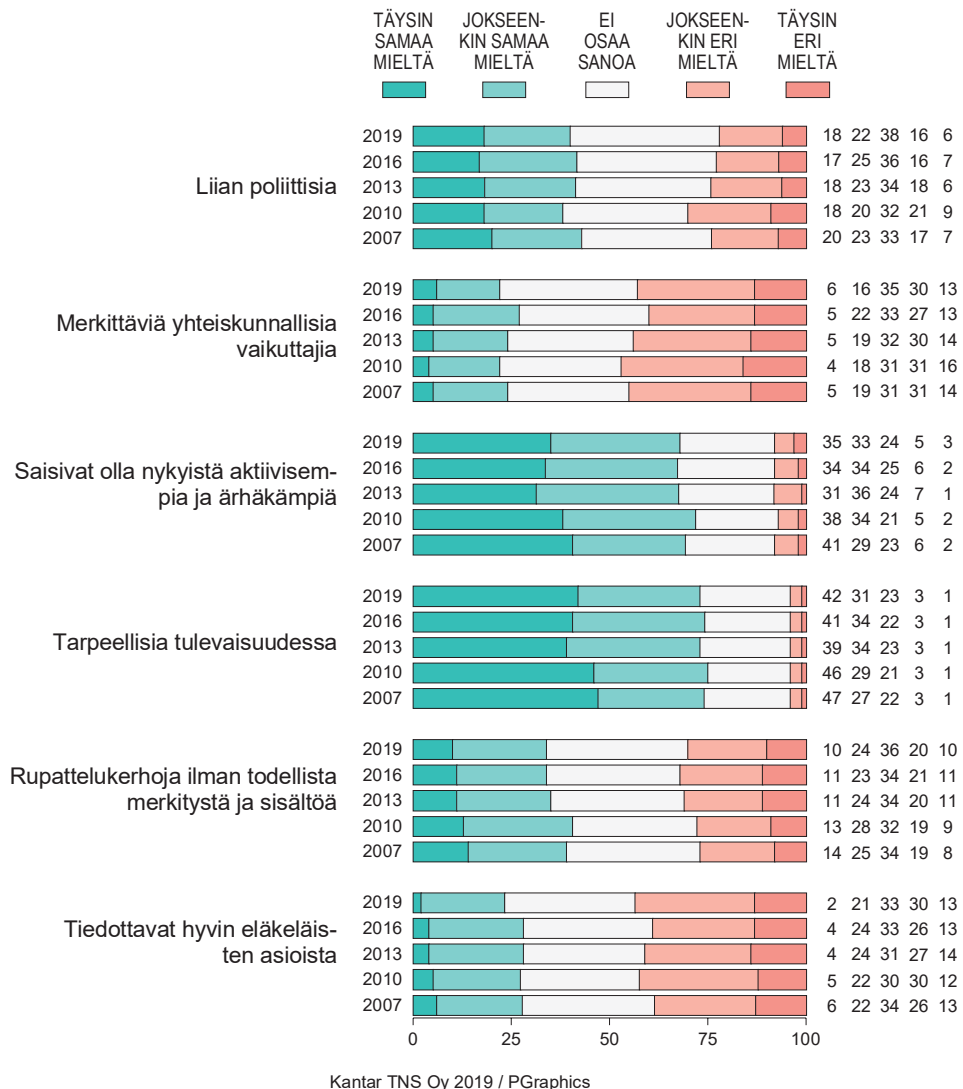 TÄYSIN SAMAA MIELTÄ
JOKSEEN-KIN SAMAA MIELTÄ
EI OSAA SANOA
JOKSEEN-KIN ERI MIELTÄ
TÄYSIN ERI MIELTÄ
Liian poliittisia
2019 18 22 38 16 6
2016 17 25 36 16 7
2013 18 23 34 18 6
2010 18 20 32 21 9
2007 20 23 33 17 7
Merkittäviä yhteiskunnallisia
vaikuttajia
2019 6 16 35 30 13
2016 5 22 33 27 13
2013 5 19 32 30 14
2010 4 18 31 31 16
2007 5 19 31 31 14
Saisivat olla nykyistä aktiivisem-
pia ja ärhäkämpiä
2019 35 33 24 5 3
2016 34 34 25 6 2
2013 31 36 24 7 1
2010 38 34 21 5 2
2007 41 29 23 6 2
Tarpeellisia tulevaisuudessa
2019 42 31 23 3 1
2016 41 34 22 3 1
2013 39 34 23 3 1
2010 46 29 21 3 1
2007 47 27 22 3 1
Rupattelukerhoja ilman todellista
merkitystä ja sisältöä
2019 10 24 36 20 10
2016 11 23 34 21 11
2013 11 24 34 20 11
2010 13 28 32 19 9
2007 14 25 34 19 8
Tiedottavat hyvin eläkeläis-
ten asioista
2019 2 21 33 30 13
2016 4 24 33 26 13
2013 4 24 31 27 14
2010 5 22 30 30 12
2007 6 22 34 26 13
0 25 50 75 100
Kantar TNS Oy 2019 / PGraphics